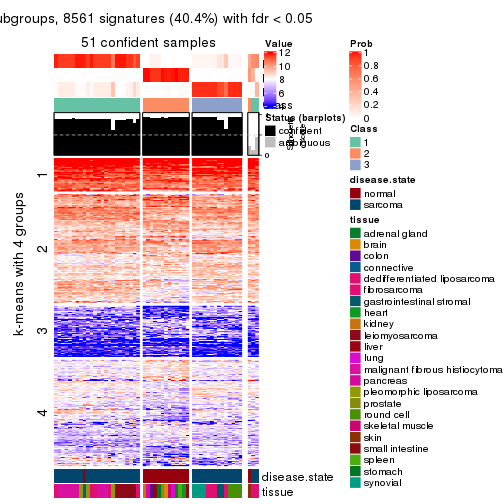 ubgroups, 8561 signatures (40.4%) with fdr < 0.05
51 confident samples
k-means with 4 groups
1
2
3
4
Value
12
10
8
6
Status (barplots)
confident
ambiguous
0
disease.state
tissue
Prob
1
0.8
0.6
0.4
0.2
0
Class
1
2
3
disease.state
normal
sarcoma
tissue
adrenal gland
brain
colon
connective
dedifferentiated liposarcoma
fibrosarcoma
gastrointestinal stromal
heart
kidney
leiomyosarcoma
liver
lung
malignant fibrous histiocytoma
pancreas
pleomorphic liposarcoma
prostate
round cell
skeletal muscle
skin
small intestine
spleen
stomach
synovial